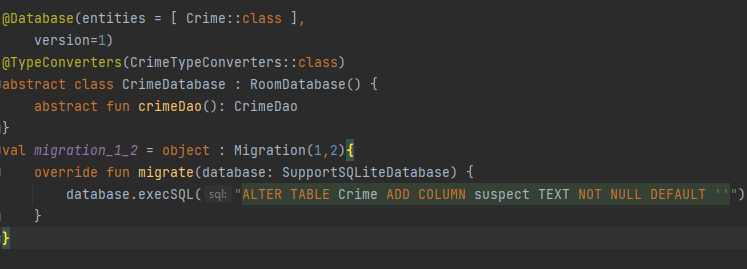 @Database(entities = [ Crime::class ],
    version=1)
@TypeConverters(CrimeTypeConverters::class)
abstract class CrimeDatabase : RoomDatabase() {
    abstract fun crimeDao(): CrimeDao
}
val migration_1_2 = object : Migration(1,2){
    override fun migrate(database: SupportSQLiteDatabase) {
        database.execSQL( sql: "ALTER TABLE Crime ADD COLUMN suspect TEXT NOT NULL DEFAULT ''")
    }
}